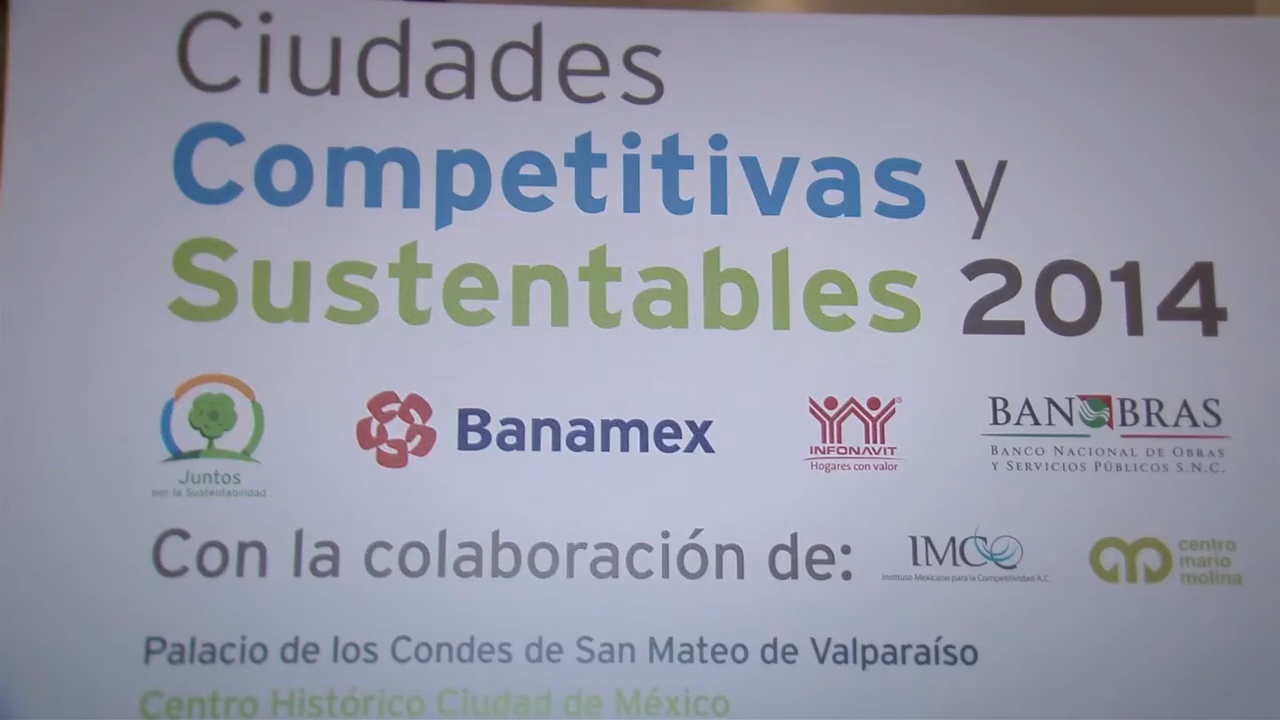 Ciudades
Competitivas y
Sustentables 2014
Juntos
por la Sustentabilidad
Banamex
INFONAVIT
Hogares con valor
BANOBRAS
BANCO NACIONAL DE OBRAS
Y SERVICIOS PÚBLICOS S.N.C.
Con la colaboración de:
IMCO
Instituto Mexicano para la Competitividad A.C.
centro
mario
molina
Palacio de los Condes de San Mateo de Valparaíso
Centro Histórico Ciudad de México